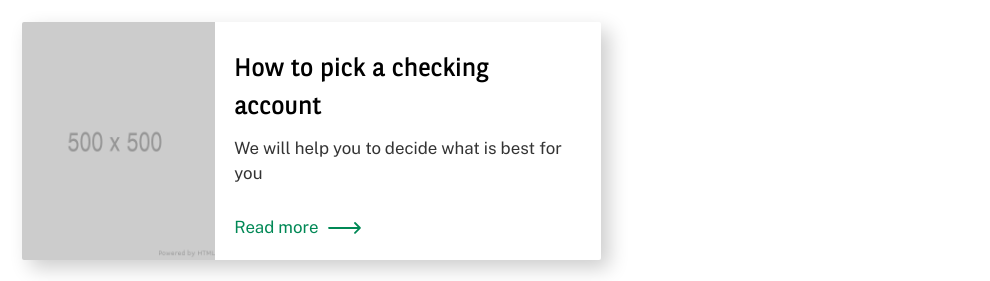 How to pick a checking
account
We will help you to decide what is best for
you
Read more
500 x 500
Powered by HTML